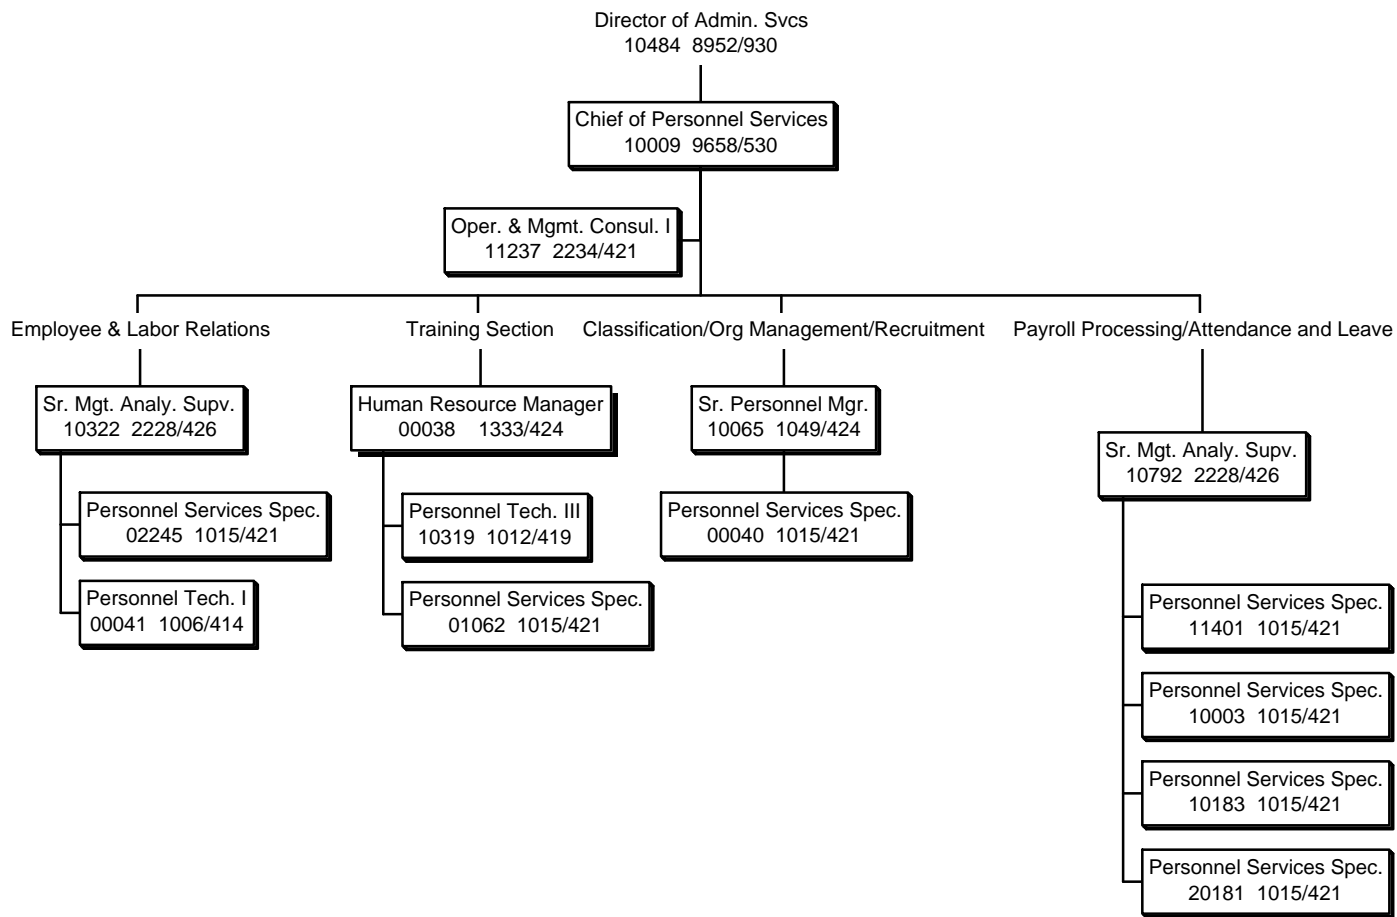 Director of Admin. Svcs
10484 8952/930
Chief of Personnel Services
10009 9658/530
Oper. & Mgmt. Consul. I
11237 2234/421
Employee & Labor Relations
Sr. Mgt. Analy. Supv.
10322 2228/426
Personnel Services Spec.
02245 1015/421
Personnel Tech. I
00041 1006/414
Training Section
Human Resource Manager
00038 1333/424
Personnel Tech. III
10319 1012/419
Personnel Services Spec.
01062 1015/421
Classification/Org Management/Recruitment
Sr. Personnel Mgr.
10065 1049/424
Personnel Services Spec.
00040 1015/421
Payroll Processing/Attendance and Leave
Sr. Mgt. Analy. Supv.
10792 2228/426
Personnel Services Spec.
11401 1015/421
Personnel Services Spec.
10003 1015/421
Personnel Services Spec.
10183 1015/421
Personnel Services Spec.
20181 1015/421